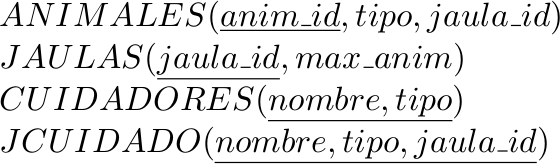 ANIMALES(anim_id, tipo, jaula_id)
JAULAS(jaula_id, max_anim)
CUIDADORES(nombre, tipo)
JCUIDADO(nombre, tipo, jaula_id)